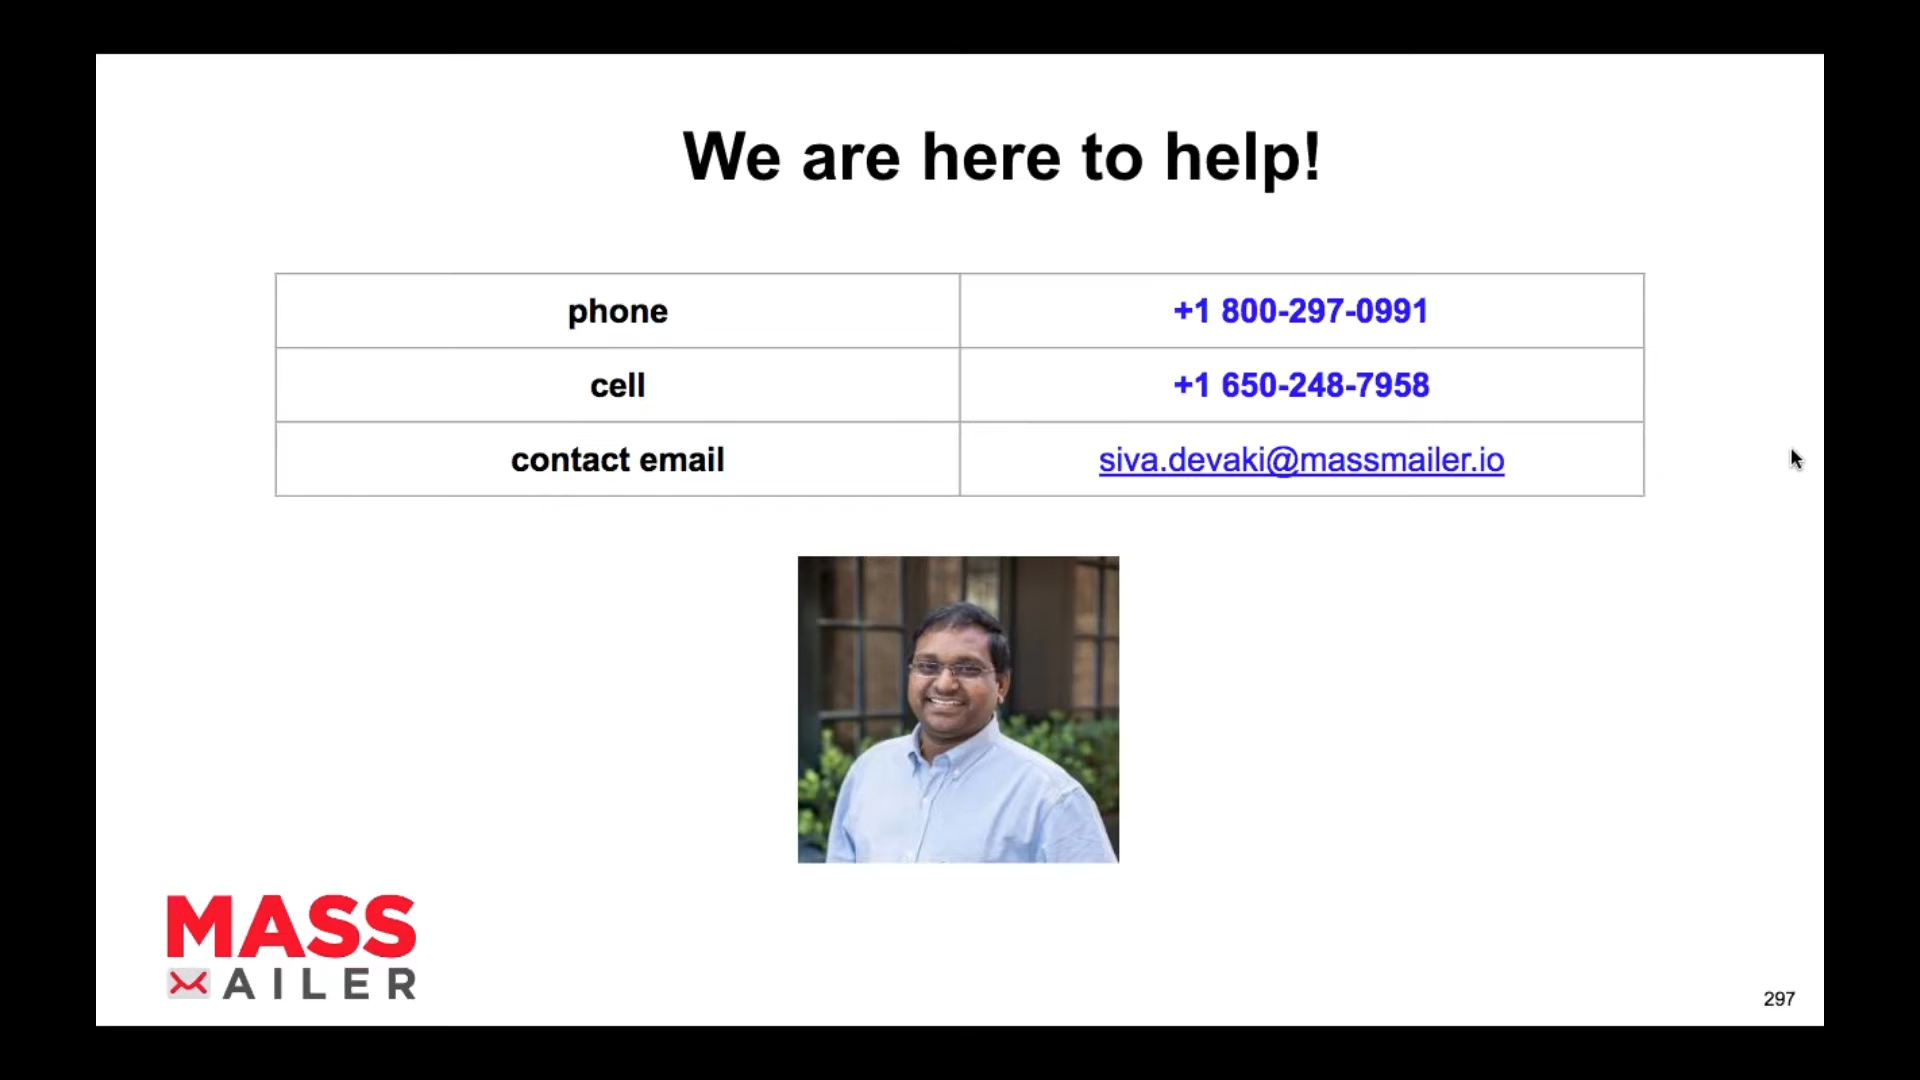 We are here to help!
phone +1 800-297-0991
cell +1 650-248-7958
contact email siva.devaki@massmailer.io
MASS
AILER
297